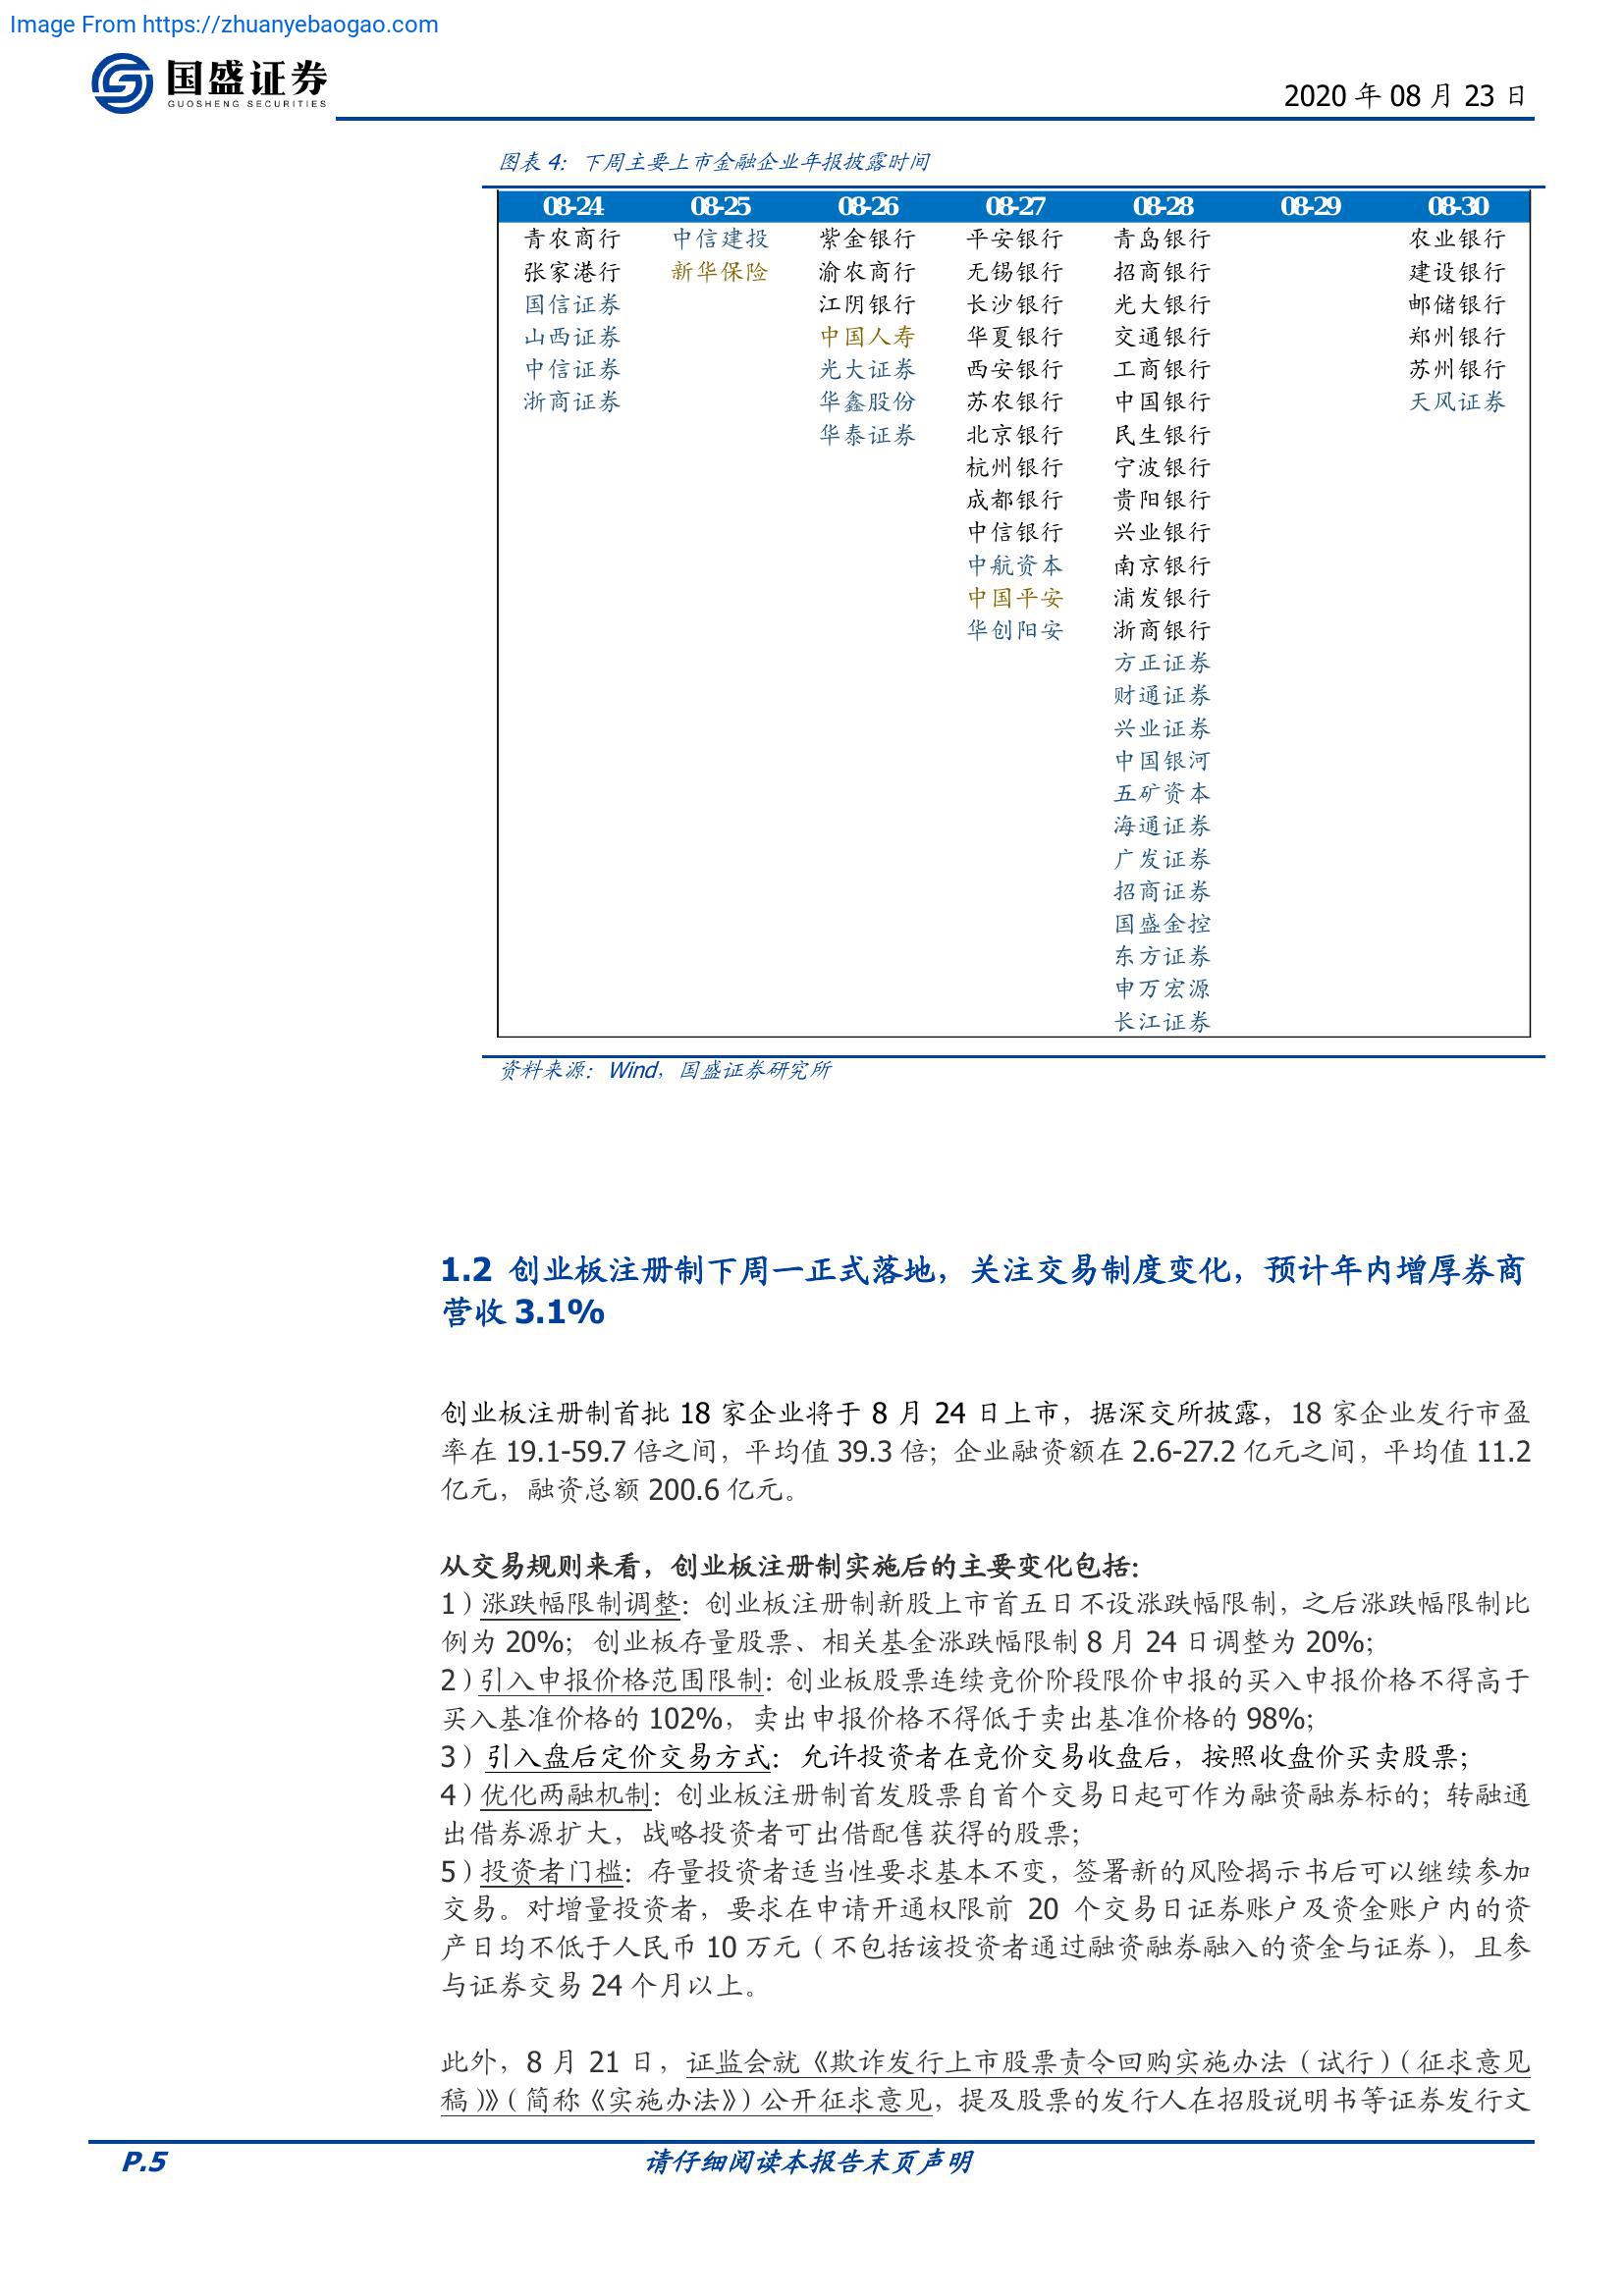 Image From https://zhuanyebaogao.com
国盛证券
GUOSHENG SECURITIES
2020 年 08 月 23 日
图表 4：下周主要上市金融企业年报披露时间
08-24 08-25 08-26 08-27 08-28 08-29 08-30
青农商行 中信建投 紫金银行 平安银行 青岛银行 农业银行
张家港行 新华保险 渝农商行 无锡银行 招商银行 建设银行
国信证券 江阴银行 长沙银行 光大银行 邮储银行
山西证券 中国人寿 华夏银行 交通银行 郑州银行
中信证券 光大证券 西安银行 工商银行 苏州银行
浙商证券 华鑫股份 苏农银行 中国银行 天风证券
华泰证券 北京银行 民生银行
杭州银行 宁波银行
成都银行 贵阳银行
中信银行 兴业银行
中航资本 南京银行
中国平安 浦发银行
华创阳安 浙商银行
方正证券
财通证券
兴业证券
中国银河
五矿资本
海通证券
广发证券
招商证券
国盛金控
东方证券
申万宏源
长江证券
资料来源：Wind，国盛证券研究所
1.2 创业板注册制下周一正式落地，关注交易制度变化，预计年内增厚券商
营收 3.1%
创业板注册制首批 18 家企业将于 8 月 24 日上市，据深交所披露，18 家企业发行市盈
率在 19.1-59.7 倍之间，平均值 39.3 倍；企业融资额在 2.6-27.2 亿元之间，平均值 11.2
亿元，融资总额 200.6 亿元。
从交易规则来看，创业板注册制实施后的主要变化包括：
1）涨跌幅限制调整：创业板注册制新股上市首五日不设涨跌幅限制，之后涨跌幅限制比
例为 20%；创业板存量股票、相关基金涨跌幅限制 8 月 24 日调整为 20%；
2）引入申报价格范围限制：创业板股票连续竞价阶段限价申报的买入申报价格不得高于
买入基准价格的 102%，卖出申报价格不得低于卖出基准价格的 98%；
3）引入盘后定价交易方式：允许投资者在竞价交易收盘后，按照收盘价买卖股票；
4）优化两融机制：创业板注册制首发股票自首个交易日起可作为融资融券标的；转融通
出借券源扩大，战略投资者可出借配售获得的股票；
5）投资者门槛：存量投资者适当性要求基本不变，签署新的风险揭示书后可以继续参加
交易。对增量投资者，要求在申请开通权限前 20 个交易日证券账户及资金账户内的资
产日均不低于人民币 10 万元（不包括该投资者通过融资融券融入的资金与证券），且参
与证券交易 24 个月以上。
此外，8 月 21 日，证监会就《欺诈发行上市股票责令回购实施办法（试行）（征求意见
稿）》（简称《实施办法》）公开征求意见，提及股票的发行人在招股说明书等证券发行文
P.5 请仔细阅读本报告末页声明